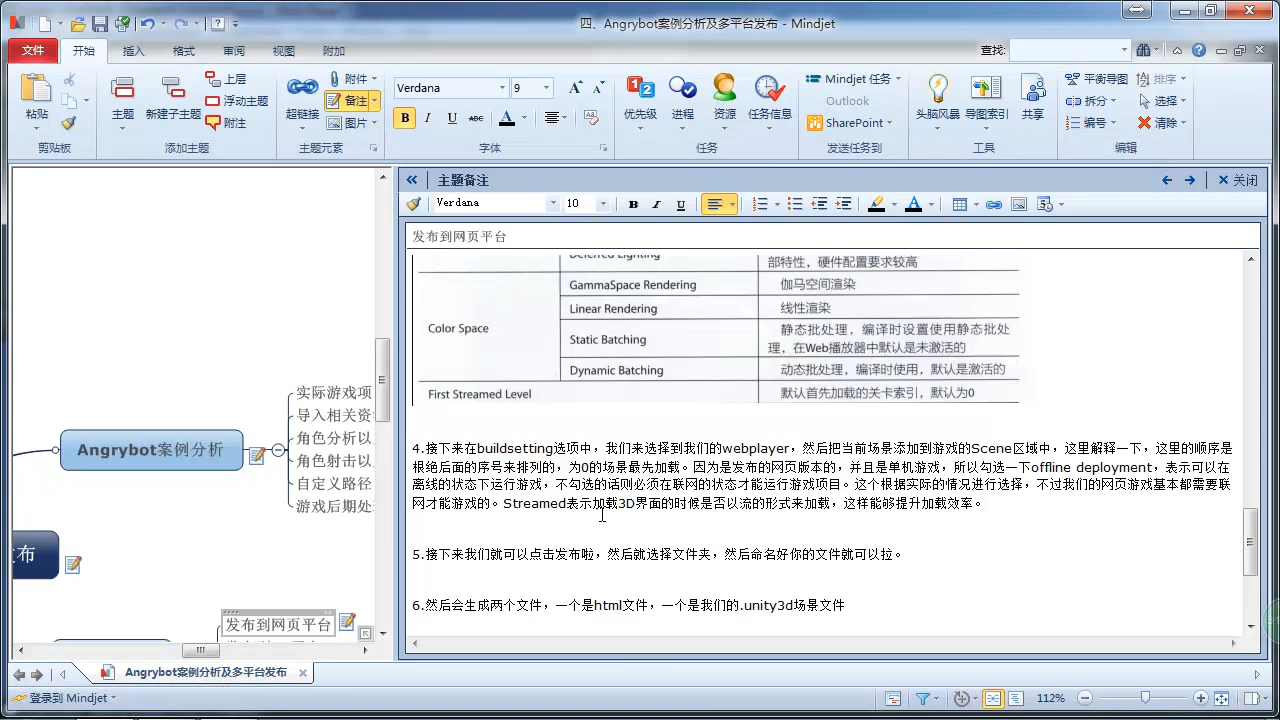 四、Angrybot案例分析及多平台发布 - Mindjet
文件 开始 插入 格式 审阅 视图 附加 查找:
粘贴
剪贴板
主题 新建子主题
上层
浮动主题
附注
添加主题
超链接
附件
备注
图片
主题元素
Verdana 9
B I U ABC A
字体
优先级 进程 资源 任务信息
任务
Mindjet 任务
Outlook
SharePoint
发送任务到
头脑风暴 导图索引 共享
工具
平衡导图 排序
拆分 选择
编号 清除
编辑
Angrybot案例分析
实际游戏项
导入相关资
角色分析以
角色射击以
自定义路径
游戏后期处
发布
发布到网页平台
主题备注 关闭
Verdana 10 B I U A
发布到网页平台
Deferred Lighting 部特性，硬件配置要求较高
Color Space
GammaSpace Rendering 伽马空间渲染
Linear Rendering 线性渲染
Static Batching 静态批处理，编译时设置使用静态批处
理，在Web播放器中默认是未激活的
Dynamic Batching 动态批处理，编译时使用，默认是激活的
First Streamed Level 默认首先加载的关卡索引，默认为0
4.接下来在buildsetting选项中，我们来选择到我们的webplayer，然后把当前场景添加到游戏的Scene区域中，这里解释一下，这里的顺序是
根绝后面的序号来排列的，为0的场景最先加载。因为是发布的网页版本的，并且是单机游戏，所以勾选一下offline deployment，表示可以在
离线的状态下运行游戏，不勾选的话则必须在联网的状态才能运行游戏项目。这个根据实际的情况进行选择，不过我们的网页游戏基本都需要联
网才能游戏的。Streamed表示加载3D界面的时候是否以流的形式来加载，这样能够提升加载效率。
5.接下来我们就可以点击发布啦，然后就选择文件夹，然后命名好你的文件就可以拉。
6.然后会生成两个文件，一个是html文件，一个是我们的.unity3d场景文件
Angrybot案例分析及多平台发布
登录到 Mindjet 112%